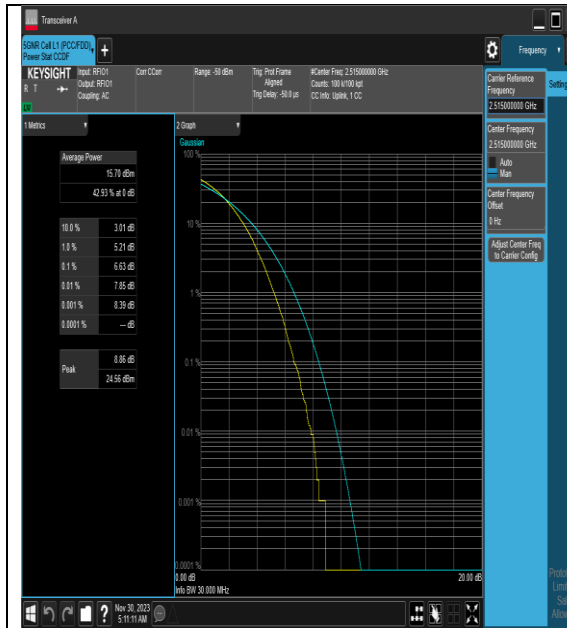 Transceiver A
5GNR Cell L1 (PCC/FDD),
Power Stat CCDF
Frequency
KEYSIGHT
R T
Input: RFIO1
Output: RFIO1
Coupling: AC
Corr CCorr
Range: -50 dBm
Trig: Prot Frame
Aligned
Trig Delay: -50.0 µs
#Center Freq: 2.515000000 GHz
Counts: 100 k/100 kpt
CC Info: Uplink, 1 CC
1 Metrics
Average Power
15.70 dBm
42.93 % at 0 dB
10.0 % 3.01 dB
1.0 % 5.21 dB
0.1 % 6.63 dB
0.01 % 7.85 dB
0.001 % 8.39 dB
0.0001 % --- dB
Peak
8.86 dB
24.56 dBm
2 Graph
Gaussian
100 %
10 %
1 %
0.1 %
0.01 %
0.001 %
0.0001 %
0.00 dB
20.00 dB
Info BW 30.000 MHz
Carrier Reference
Frequency
2.515000000 GHz
Center Frequency
2.515000000 GHz
Auto
Man
Center Frequency
Offset
0 Hz
Adjust Center Freq
to Carrier Config
Setting
Nov 30, 2023
5:11:11 AM